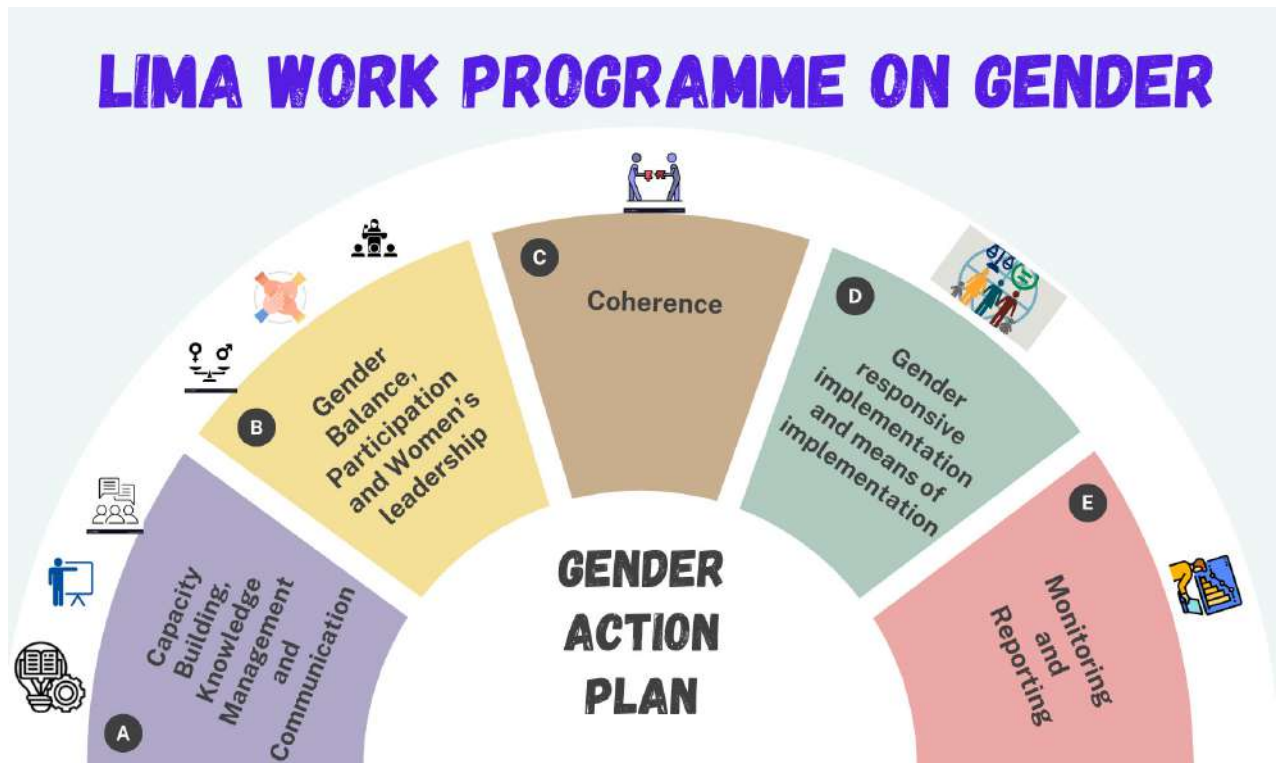 LIMA WORK PROGRAMME ON GENDER
A
Capacity
Building,
Knowledge
Management
and
Communication
B
Gender
Balance,
Participation
and Women's
leadership
C
Coherence
D
Gender
responsive
implementation
and means of
implementation
E
Monitoring
and
Reporting
GENDER
ACTION
PLAN